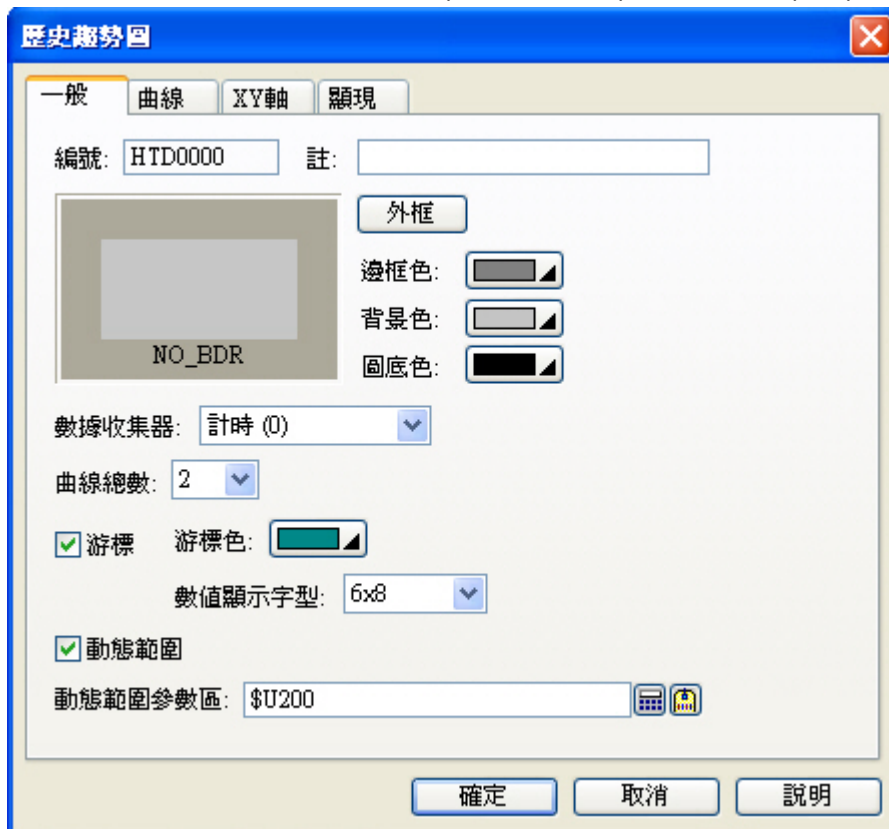 歷史趨勢圖
一般 曲線 XY軸 顯現
編號: HTD0000 註:
外框
邊框色:
背景色:
NO_BDR
圖底色:
數據收集器: 計時 (0)
曲線總數: 2
游標 游標色:
數值顯示字型: 6x8
動態範圍
動態範圍參數區: $U200
確定 取消 說明